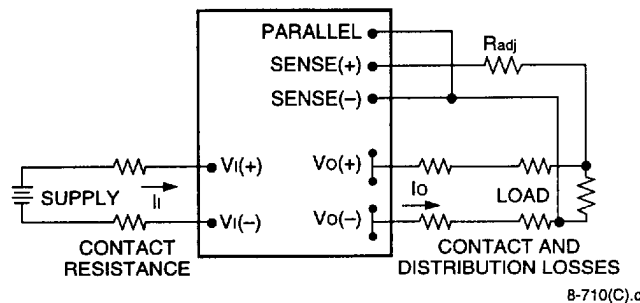 PARALLEL
Radj
SENSE(+)
SENSE(–)
VI(+)
VO(+)
SUPPLY
II
IO
LOAD
VI(–)
VO(–)
CONTACT
RESISTANCE
CONTACT AND
DISTRIBUTION LOSSES